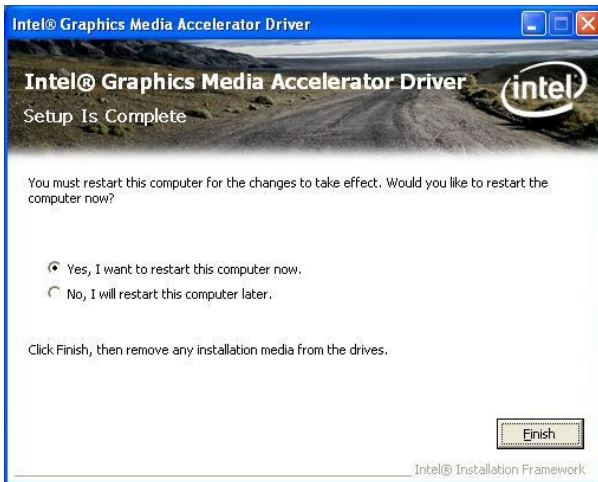 Intel® Graphics Media Accelerator Driver
Intel® Graphics Media Accelerator Driver
intel
Setup Is Complete
You must restart this computer for the changes to take effect. Would you like to restart the
computer now?
Yes, I want to restart this computer now.
No, I will restart this computer later.
Click Finish, then remove any installation media from the drives.
Finish
Intel® Installation Framework